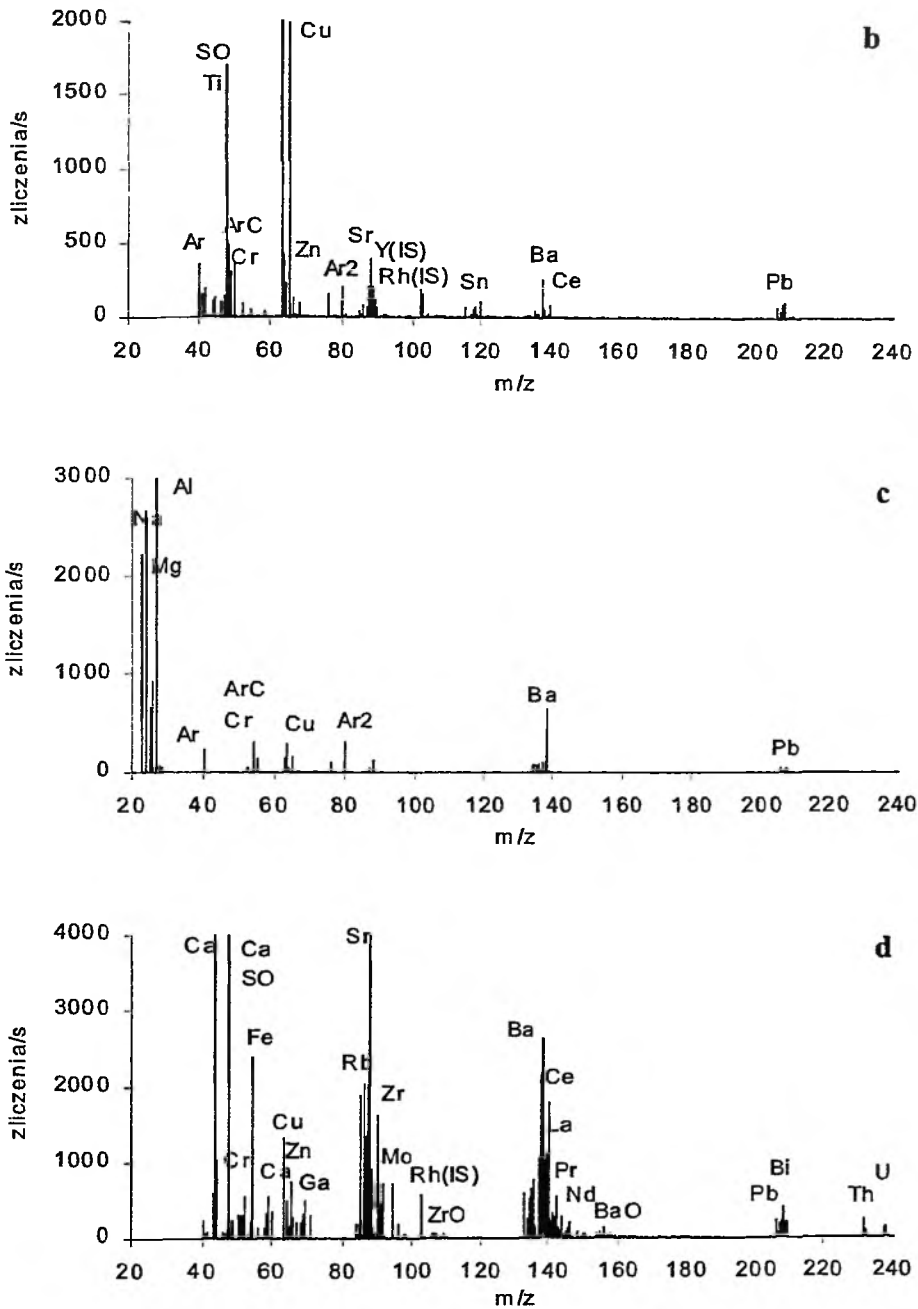 b
zliczenia/s
2000
1500
1000
500
0
SO
Ti
Cu
Ar
ArC
Cr
Zn
Ar2
Sr
Y(IS)
Rh(IS)
Sn
Ba
Ce
Pb
20 40 60 80 100 120 140 160 180 200 220 240
m/z
c
zliczenia/s
3000
2000
1000
0
Al
Na
Mg
Ar
ArC
Cr
Cu
Ar2
Ba
Pb
20 40 60 80 100 120 140 160 180 200 220 240
m/z
d
zliczenia/s
4000
3000
2000
1000
0
Ca
Ca
SO
Fe
Cr
Cu
Zn
Ca
Ga
Sr
Rb
Zr
Mo
Rh(IS)
ZrO
Ba
Ce
La
Pr
Nd
BaO
Pb
Bi
Th
U
20 40 60 80 100 120 140 160 180 200 220 240
m/z